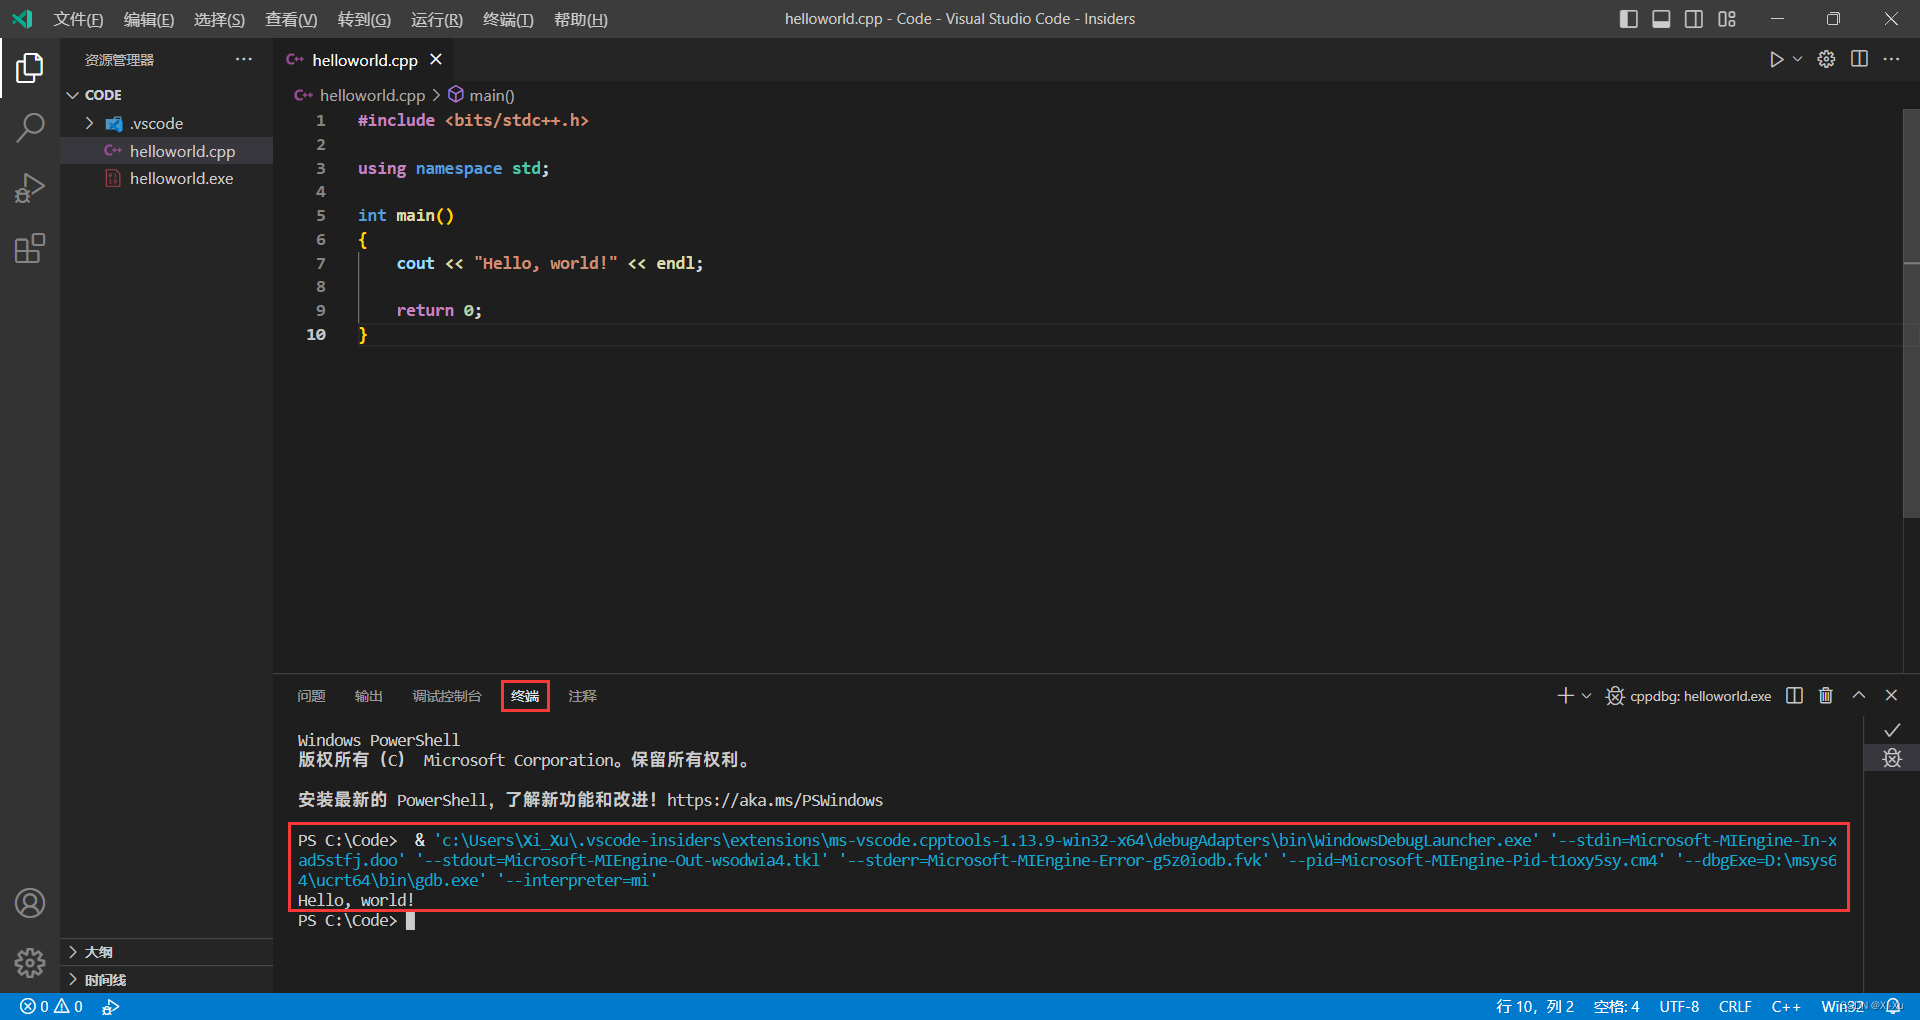 文件(F) 编辑(E) 选择(S) 查看(V) 转到(G) 运行(R) 终端(T) 帮助(H) helloworld.cpp - Code - Visual Studio Code - Insiders
资源管理器
CODE
.vscode
helloworld.cpp
helloworld.exe
大纲
时间线
helloworld.cpp
helloworld.cpp > main()
1 #include <bits/stdc++.h>
2
3 using namespace std;
4
5 int main()
6 {
7 cout << "Hello, world!" << endl;
8
9 return 0;
10 }
问题 输出 调试控制台 终端 注释 cppdbg: helloworld.exe
Windows PowerShell
版权所有 (C) Microsoft Corporation。保留所有权利。
安装最新的 PowerShell，了解新功能和改进！https://aka.ms/PSWindows
PS C:\Code> & 'c:\Users\Xi_Xu\.vscode-insiders\extensions\ms-vscode.cpptools-1.13.9-win32-x64\debugAdapters\bin\WindowsDebugLauncher.exe' '--stdin=Microsoft-MIEngine-In-x
ad5stfj.doo' '--stdout=Microsoft-MIEngine-Out-wsodwia4.tkl' '--stderr=Microsoft-MIEngine-Error-g5z0iodb.fvk' '--pid=Microsoft-MIEngine-Pid-t1oxy5sy.cm4' '--dbgExe=D:\msys6
4\ucrt64\bin\gdb.exe' '--interpreter=mi'
Hello, world!
PS C:\Code>
0 0 行 10，列 2 空格: 4 UTF-8 CRLF C++ Win32